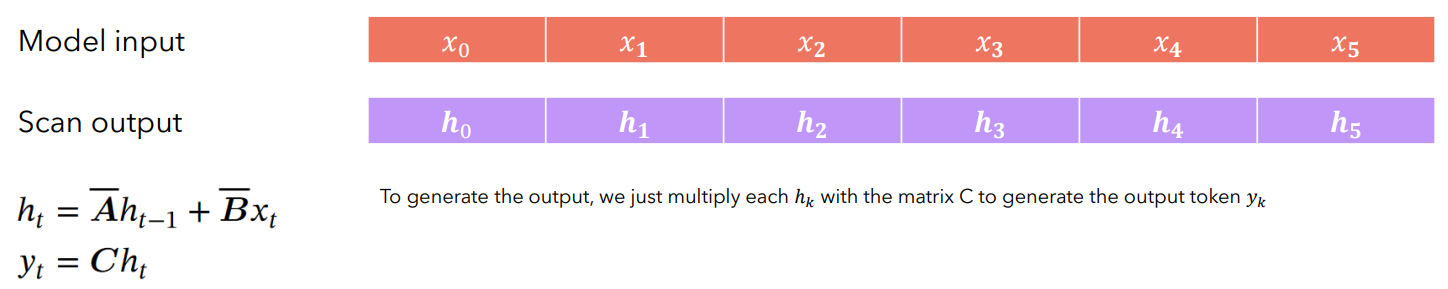 Model input x₀ x₁ x₂ x₃ x₄ x₅
Scan output h₀ h₁ h₂ h₃ h₄ h₅
To generate the output, we just multiply each hₖ with the matrix C to generate the output token yₖ
hₜ = A̅hₜ₋₁ + B̅xₜ
yₜ = Chₜ